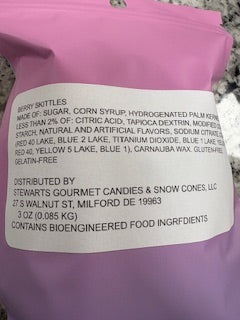 BERRY SKITTLES
MADE OF: SUGAR, CORN SYRUP, HYDROGENATED PALM KERNEL
LESS THAN 2% OF: CITRIC ACID, TAPIOCA DEXTRIN, MODIFIED
STARCH, NATURAL AND ARTIFICIAL FLAVORS, SODIUM CITRATE
(RED 40 LAKE, BLUE 2 LAKE, TITANIUM DIOXIDE, BLUE 1 LAKE,
RED 40, YELLOW 5 LAKE, BLUE 1), CARNAUBA WAX. GLUTEN-FREE
GELATIN-FREE
DISTRIBUTED BY
STEWARTS GOURMET CANDIES & SNOW CONES, LLC
27 S WALNUT ST, MILFORD DE 19963
3 OZ (0.085 KG)
CONTAINS BIOENGINEERED FOOD INGRFDIENTS